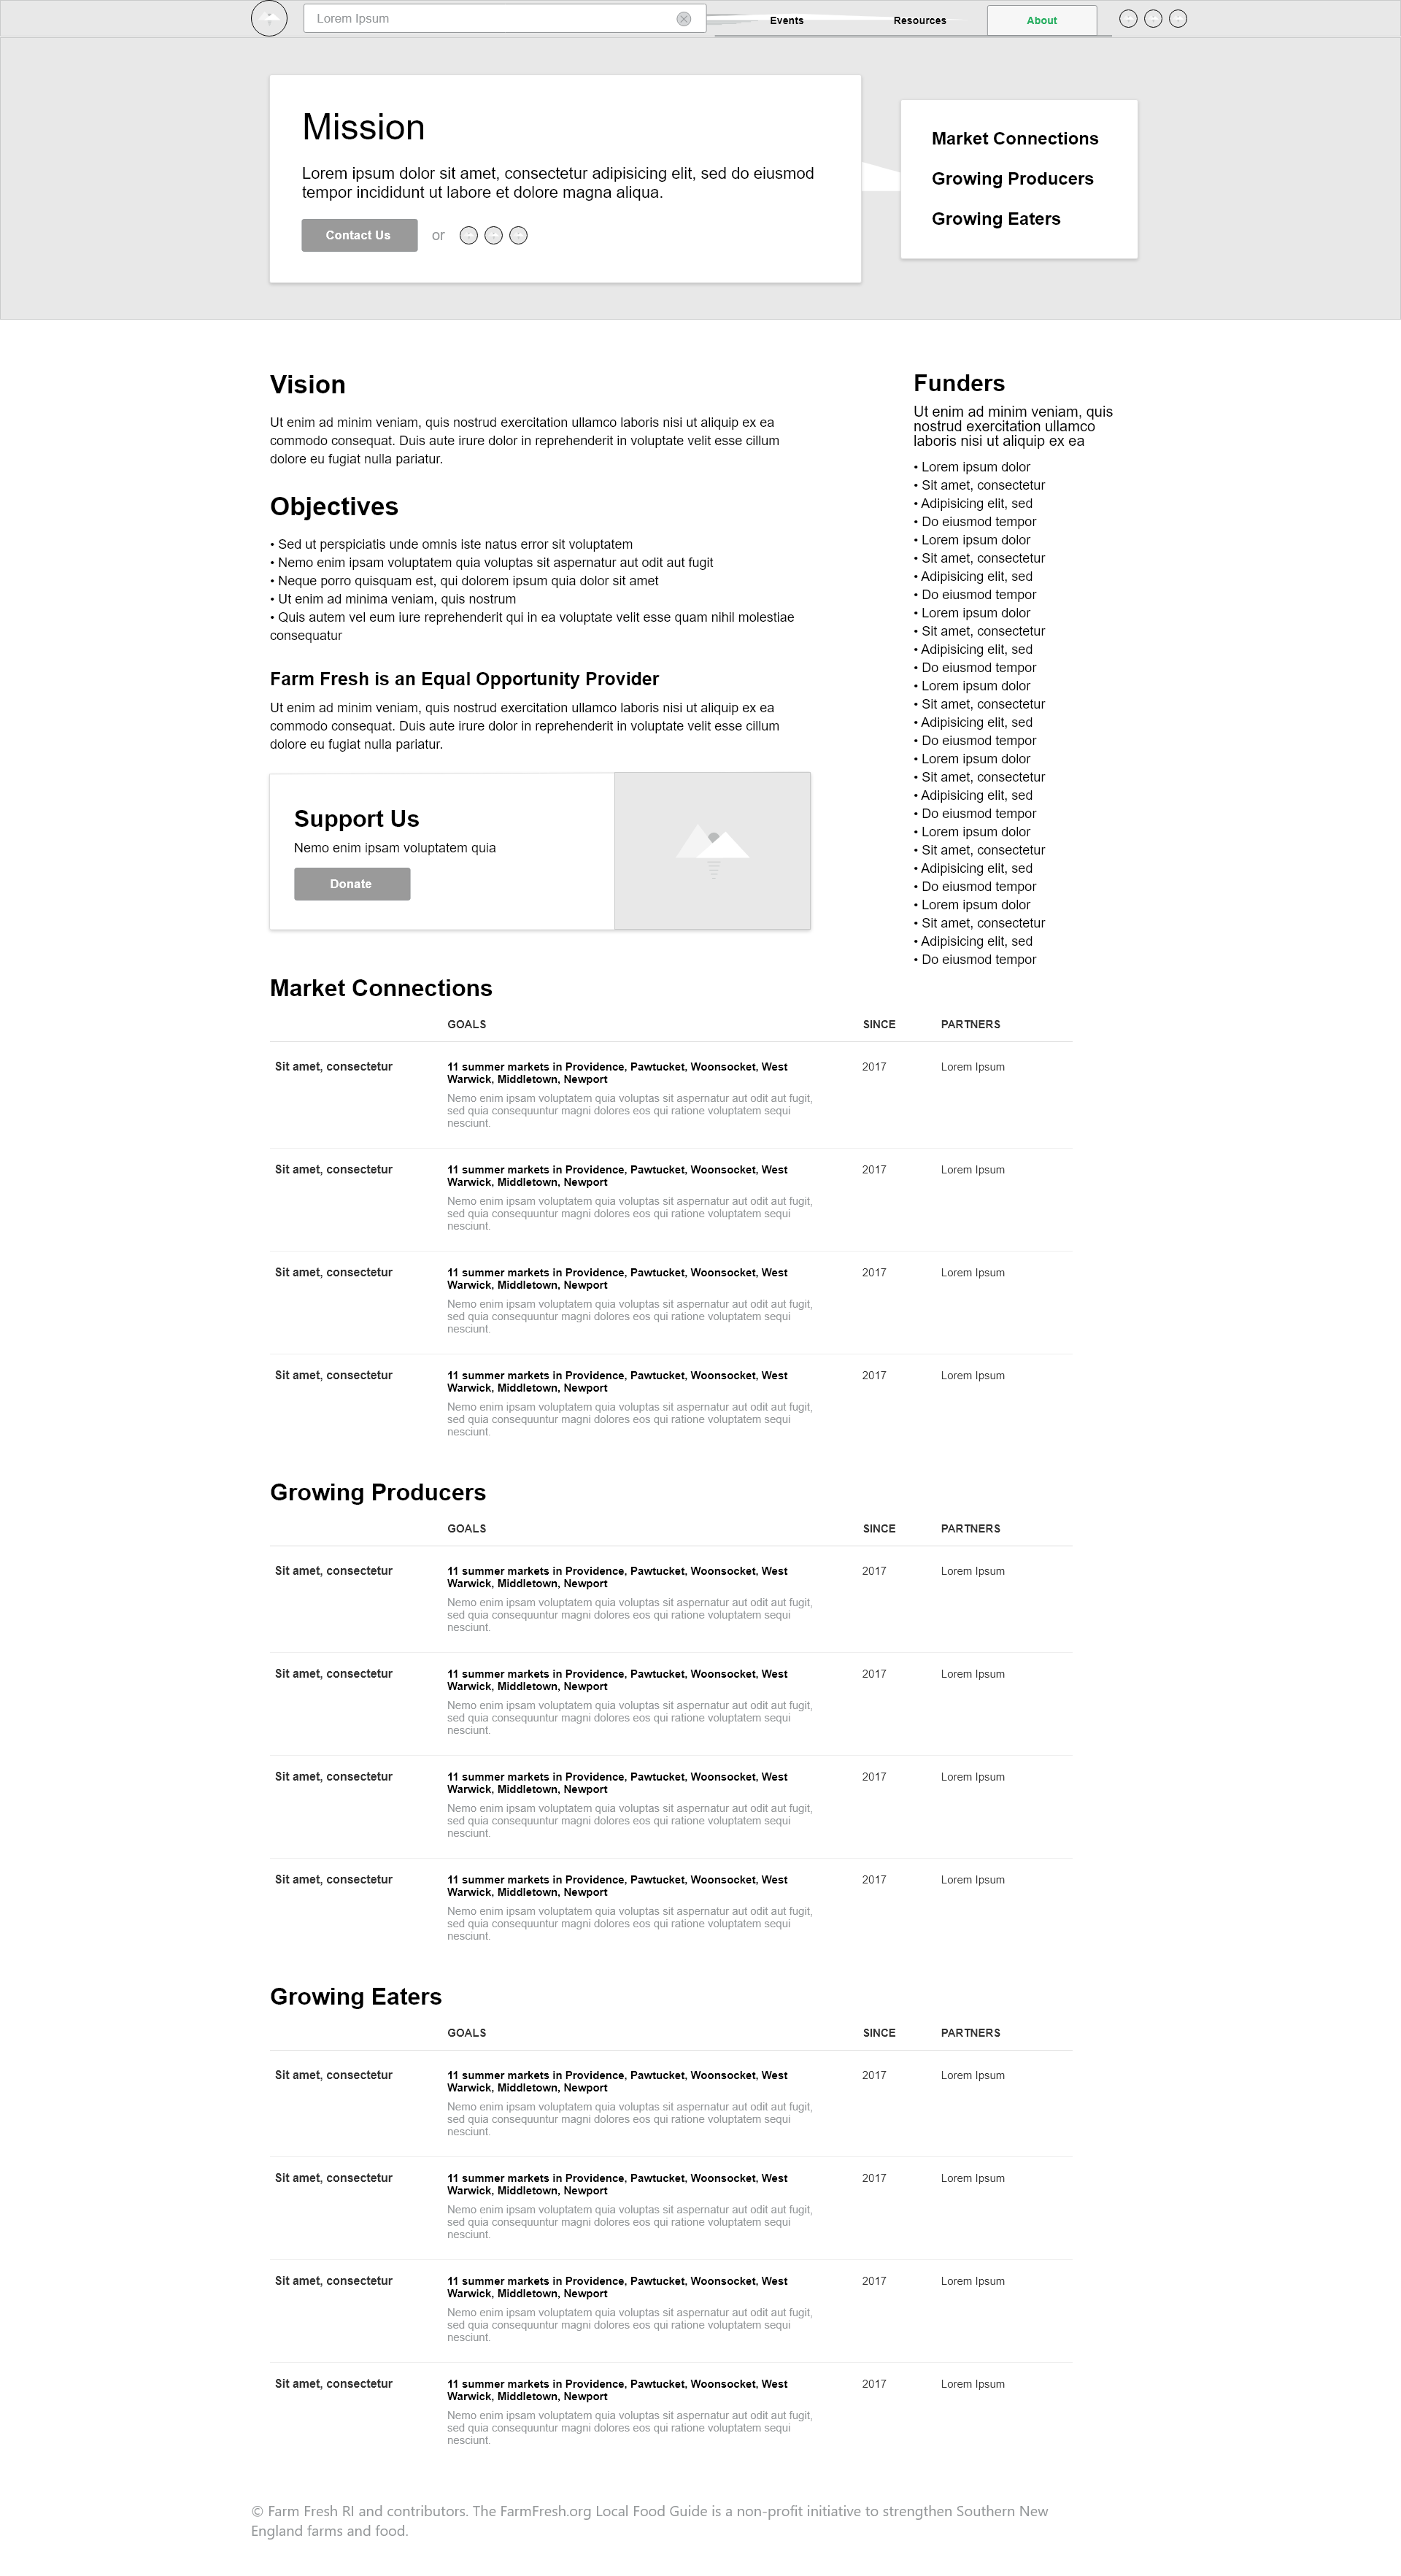 Lorem Ipsum
Events
Resources
About
Mission
Lorem ipsum dolor sit amet, consectetur adipisicing elit, sed do eiusmod
tempor incididunt ut labore et dolore magna aliqua.
Contact Us
or
Market Connections
Growing Producers
Growing Eaters
Vision
Ut enim ad minim veniam, quis nostrud exercitation ullamco laboris nisi ut aliquip ex ea
commodo consequat. Duis aute irure dolor in reprehenderit in voluptate velit esse cillum
dolore eu fugiat nulla pariatur.
Objectives
• Sed ut perspiciatis unde omnis iste natus error sit voluptatem
• Nemo enim ipsam voluptatem quia voluptas sit aspernatur aut odit aut fugit
• Neque porro quisquam est, qui dolorem ipsum quia dolor sit amet
• Ut enim ad minima veniam, quis nostrum
• Quis autem vel eum iure reprehenderit qui in ea voluptate velit esse quam nihil molestiae
consequatur
Farm Fresh is an Equal Opportunity Provider
Ut enim ad minim veniam, quis nostrud exercitation ullamco laboris nisi ut aliquip ex ea
commodo consequat. Duis aute irure dolor in reprehenderit in voluptate velit esse cillum
dolore eu fugiat nulla pariatur.
Support Us
Nemo enim ipsam voluptatem quia
Donate
Funders
Ut enim ad minim veniam, quis
nostrud exercitation ullamco
laboris nisi ut aliquip ex ea
• Lorem ipsum dolor
• Sit amet, consectetur
• Adipisicing elit, sed
• Do eiusmod tempor
• Lorem ipsum dolor
• Sit amet, consectetur
• Adipisicing elit, sed
• Do eiusmod tempor
• Lorem ipsum dolor
• Sit amet, consectetur
• Adipisicing elit, sed
• Do eiusmod tempor
• Lorem ipsum dolor
• Sit amet, consectetur
• Adipisicing elit, sed
• Do eiusmod tempor
• Lorem ipsum dolor
• Sit amet, consectetur
• Adipisicing elit, sed
• Do eiusmod tempor
• Lorem ipsum dolor
• Sit amet, consectetur
• Adipisicing elit, sed
• Do eiusmod tempor
• Lorem ipsum dolor
• Sit amet, consectetur
• Adipisicing elit, sed
• Do eiusmod tempor
Market Connections
GOALS SINCE PARTNERS
Sit amet, consectetur 11 summer markets in Providence, Pawtucket, Woonsocket, West 2017 Lorem Ipsum
Warwick, Middletown, Newport
Nemo enim ipsam voluptatem quia voluptas sit aspernatur aut odit aut fugit,
sed quia consequuntur magni dolores eos qui ratione voluptatem sequi
nesciunt.
Sit amet, consectetur 11 summer markets in Providence, Pawtucket, Woonsocket, West 2017 Lorem Ipsum
Warwick, Middletown, Newport
Nemo enim ipsam voluptatem quia voluptas sit aspernatur aut odit aut fugit,
sed quia consequuntur magni dolores eos qui ratione voluptatem sequi
nesciunt.
Sit amet, consectetur 11 summer markets in Providence, Pawtucket, Woonsocket, West 2017 Lorem Ipsum
Warwick, Middletown, Newport
Nemo enim ipsam voluptatem quia voluptas sit aspernatur aut odit aut fugit,
sed quia consequuntur magni dolores eos qui ratione voluptatem sequi
nesciunt.
Sit amet, consectetur 11 summer markets in Providence, Pawtucket, Woonsocket, West 2017 Lorem Ipsum
Warwick, Middletown, Newport
Nemo enim ipsam voluptatem quia voluptas sit aspernatur aut odit aut fugit,
sed quia consequuntur magni dolores eos qui ratione voluptatem sequi
nesciunt.
Growing Producers
GOALS SINCE PARTNERS
Sit amet, consectetur 11 summer markets in Providence, Pawtucket, Woonsocket, West 2017 Lorem Ipsum
Warwick, Middletown, Newport
Nemo enim ipsam voluptatem quia voluptas sit aspernatur aut odit aut fugit,
sed quia consequuntur magni dolores eos qui ratione voluptatem sequi
nesciunt.
Sit amet, consectetur 11 summer markets in Providence, Pawtucket, Woonsocket, West 2017 Lorem Ipsum
Warwick, Middletown, Newport
Nemo enim ipsam voluptatem quia voluptas sit aspernatur aut odit aut fugit,
sed quia consequuntur magni dolores eos qui ratione voluptatem sequi
nesciunt.
Sit amet, consectetur 11 summer markets in Providence, Pawtucket, Woonsocket, West 2017 Lorem Ipsum
Warwick, Middletown, Newport
Nemo enim ipsam voluptatem quia voluptas sit aspernatur aut odit aut fugit,
sed quia consequuntur magni dolores eos qui ratione voluptatem sequi
nesciunt.
Sit amet, consectetur 11 summer markets in Providence, Pawtucket, Woonsocket, West 2017 Lorem Ipsum
Warwick, Middletown, Newport
Nemo enim ipsam voluptatem quia voluptas sit aspernatur aut odit aut fugit,
sed quia consequuntur magni dolores eos qui ratione voluptatem sequi
nesciunt.
Growing Eaters
GOALS SINCE PARTNERS
Sit amet, consectetur 11 summer markets in Providence, Pawtucket, Woonsocket, West 2017 Lorem Ipsum
Warwick, Middletown, Newport
Nemo enim ipsam voluptatem quia voluptas sit aspernatur aut odit aut fugit,
sed quia consequuntur magni dolores eos qui ratione voluptatem sequi
nesciunt.
Sit amet, consectetur 11 summer markets in Providence, Pawtucket, Woonsocket, West 2017 Lorem Ipsum
Warwick, Middletown, Newport
Nemo enim ipsam voluptatem quia voluptas sit aspernatur aut odit aut fugit,
sed quia consequuntur magni dolores eos qui ratione voluptatem sequi
nesciunt.
Sit amet, consectetur 11 summer markets in Providence, Pawtucket, Woonsocket, West 2017 Lorem Ipsum
Warwick, Middletown, Newport
Nemo enim ipsam voluptatem quia voluptas sit aspernatur aut odit aut fugit,
sed quia consequuntur magni dolores eos qui ratione voluptatem sequi
nesciunt.
Sit amet, consectetur 11 summer markets in Providence, Pawtucket, Woonsocket, West 2017 Lorem Ipsum
Warwick, Middletown, Newport
Nemo enim ipsam voluptatem quia voluptas sit aspernatur aut odit aut fugit,
sed quia consequuntur magni dolores eos qui ratione voluptatem sequi
nesciunt.
© Farm Fresh RI and contributors. The FarmFresh.org Local Food Guide is a non-profit initiative to strengthen Southern New
England farms and food.